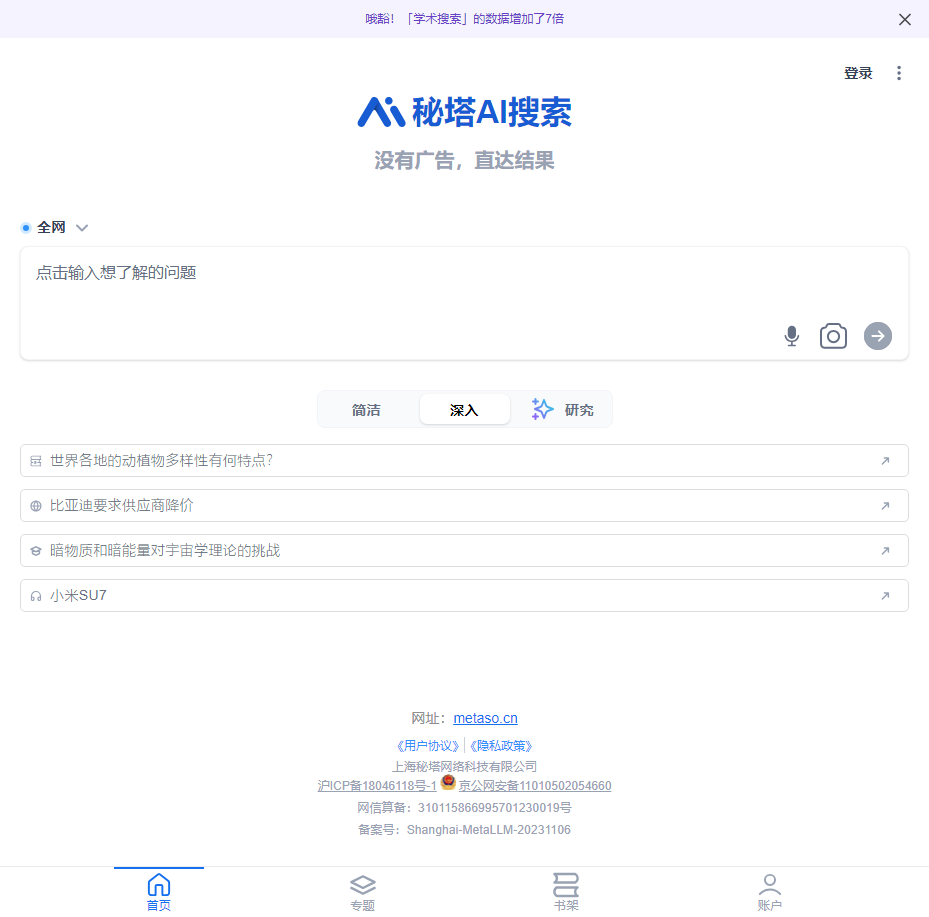 哦豁！「学术搜索」的数据增加了7倍
登录
秘塔AI搜索
没有广告，直达结果
全网
点击输入想了解的问题
简洁 深入 研究
世界各地的动植物多样性有何特点？
比亚迪要求供应商降价
暗物质和暗能量对宇宙学理论的挑战
小米SU7
网址：metaso.cn
《用户协议》|《隐私政策》
上海秘塔网络科技有限公司
沪ICP备18046118号-1 京公网安备11010502054660
网信算备：310115866995701230019号
备案号：Shanghai-MetaLLM-20231106
首页 专题 书架 账户